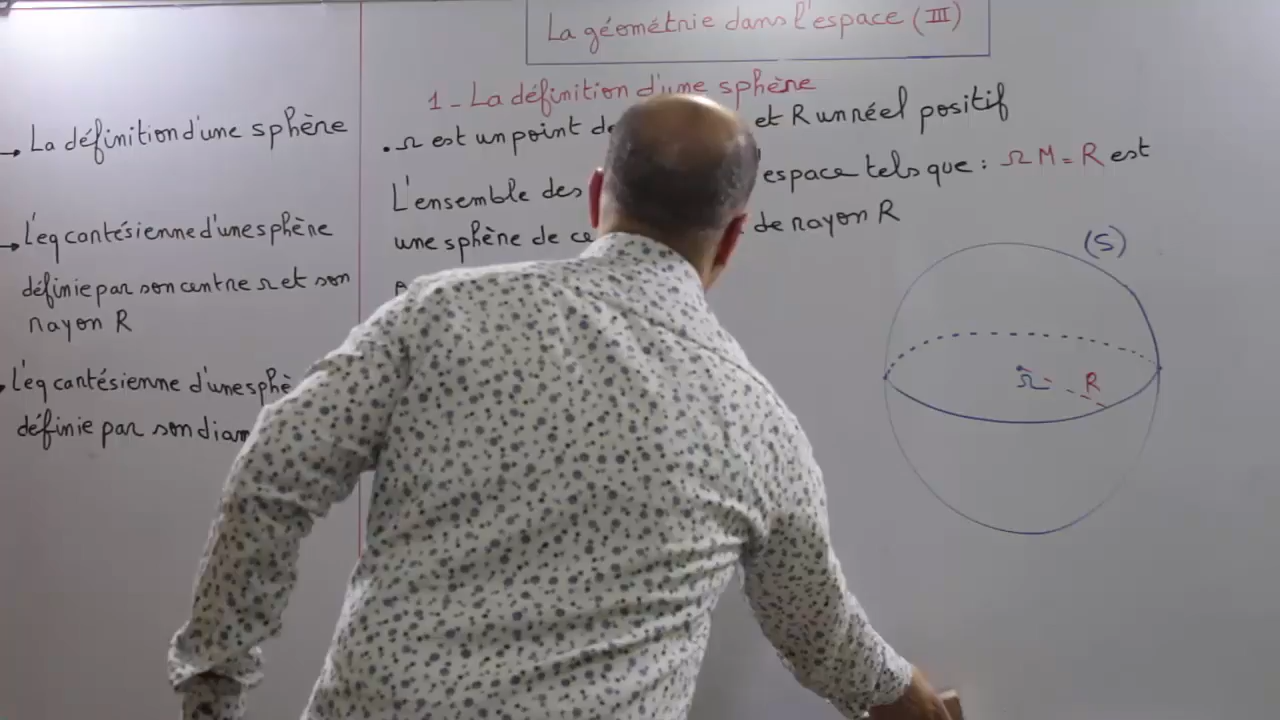 La géométrie dans l'espace (III)
→ La définition d'une sphère
→ L'eq cartésienne d'une sphère
définie par son centre Ω et son
rayon R
L'eq cartésienne d'une sphè
définie par son diam
1 - La définition d'une sphère
. Ω est un point de et R un réel positif
L'ensemble des espace tels que : ΩM = R est
une sphère de ce de rayon R
(S)
Ω R